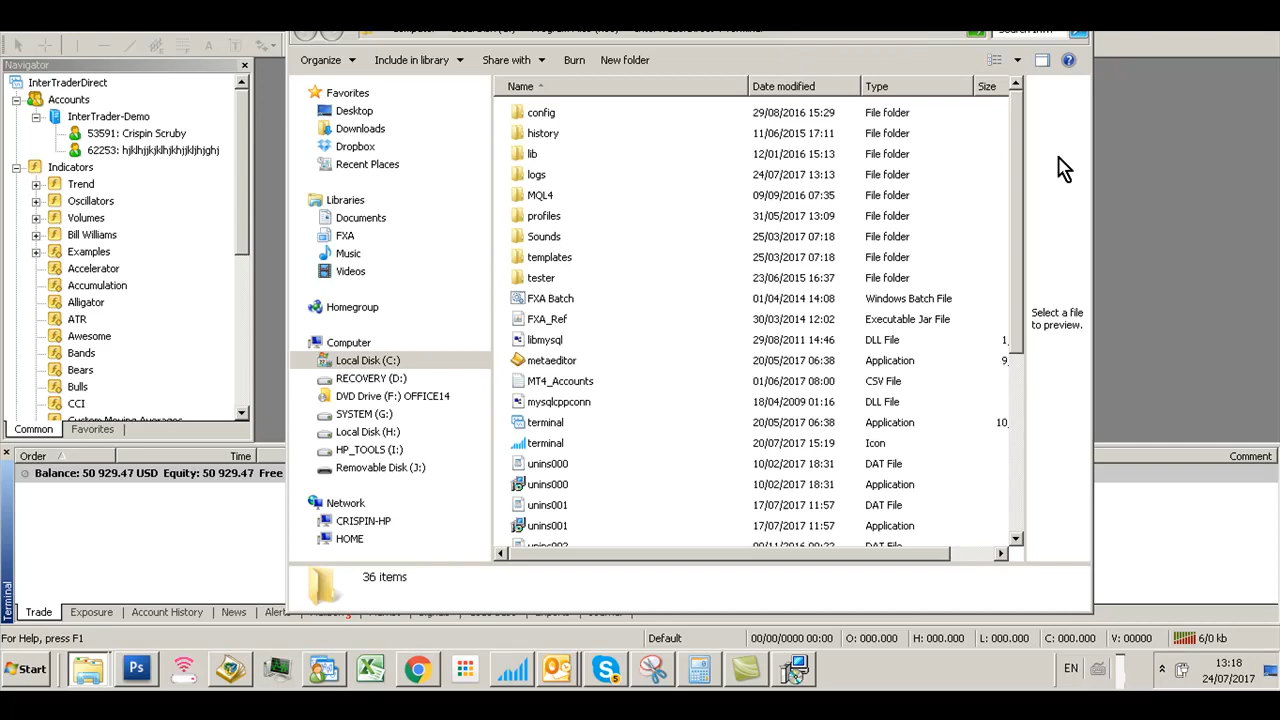 Navigator
InterTraderDirect
Accounts
InterTrader-Demo
53591: Crispin Scruby
62253: hjklhjjkjklhjkhjjkljhjghj
Indicators
Trend
Oscillators
Volumes
Bill Williams
Examples
Accelerator
Accumulation
Alligator
ATR
Awesome
Bands
Bears
Bulls
CCI
Custom Moving Averages
Common Favorites
Organize Include in library Share with Burn New folder
Favorites
Desktop
Downloads
Dropbox
Recent Places
Libraries
Documents
FXA
Music
Videos
Homegroup
Computer
Local Disk (C:)
RECOVERY (D:)
DVD Drive (F:) OFFICE14
SYSTEM (G:)
Local Disk (H:)
HP_TOOLS (I:)
Removable Disk (J:)
Network
CRISPIN-HP
HOME
Name Date modified Type Size
config 29/08/2016 15:29 File folder
history 11/06/2015 17:11 File folder
lib 12/01/2016 15:13 File folder
logs 24/07/2017 13:13 File folder
MQL4 09/09/2016 07:35 File folder
profiles 31/05/2017 13:09 File folder
Sounds 25/03/2017 07:18 File folder
templates 25/03/2017 07:18 File folder
tester 23/06/2015 16:37 File folder
FXA Batch 01/04/2014 14:08 Windows Batch File
FXA_Ref 30/03/2014 12:02 Executable Jar File
libmysql 29/08/2011 14:46 DLL File 1,
metaeditor 20/05/2017 06:38 Application 9,
MT4_Accounts 01/06/2017 08:00 CSV File
mysqlcppconn 18/04/2009 01:16 DLL File
terminal 20/05/2017 06:38 Application 10,
terminal 20/07/2017 15:19 Icon
unins000 10/02/2017 18:31 DAT File
unins000 10/02/2017 18:31 Application
unins001 17/07/2017 11:57 DAT File
unins001 17/07/2017 11:57 Application
Select a file
to preview.
36 items
Order Time Comment
Balance: 50 929.47 USD Equity: 50 929.47 Free
Terminal
Trade Exposure Account History News
For Help, press F1 Default 00/00/0000 00:00 O: 000.000 H: 000.000 L: 000.000 C: 000.000 V: 00000 6/0 kb
Start Ps EN 13:18
24/07/2017